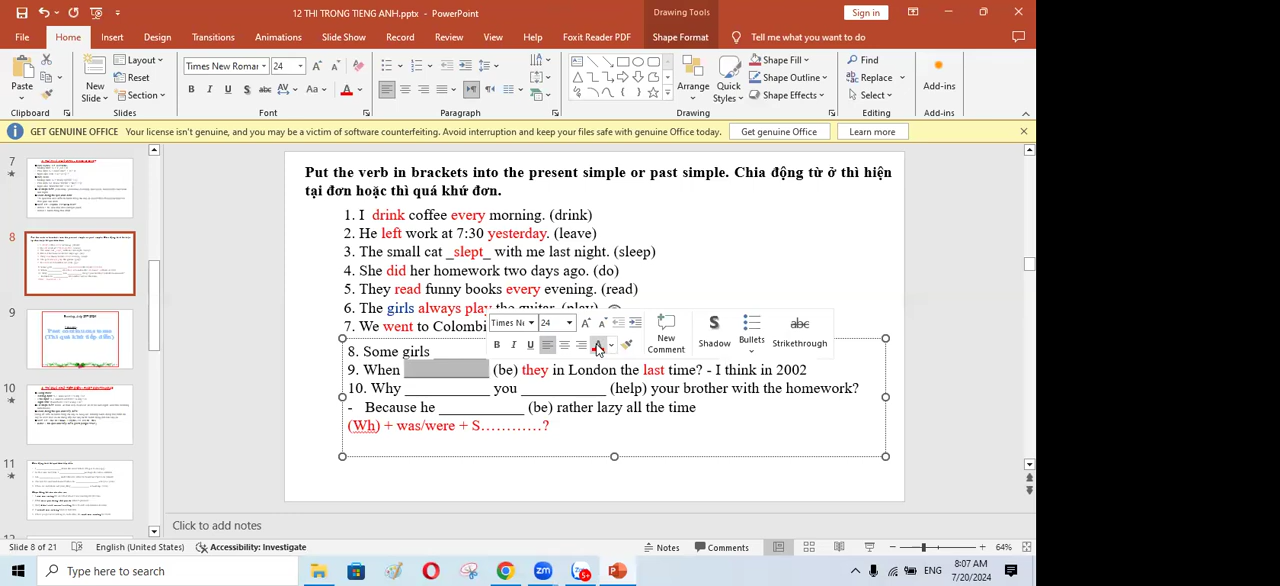 12 THI TRONG TIENG ANH.pptx - PowerPoint
Drawing Tools
Sign in
File Home Insert Design Transitions Animations Slide Show Record Review View Help Foxit Reader PDF Shape Format Tell me what you want to do
Paste
Clipboard
New Slide
Layout
Reset
Section
Slides
Times New Roman 24
Font
Paragraph
Arrange
Quick Styles
Shape Fill
Shape Outline
Shape Effects
Drawing
Find
Replace
Select
Editing
Add-ins
Add-ins
GET GENUINE OFFICE Your license isn't genuine, and you may be a victim of software counterfeiting. Avoid interruption and keep your files safe with genuine Office today. Get genuine Office Learn more
7
8
9
10
11
Put the verb in brackets into the present simple or past simple. Chia động từ ở thì hiện
tại đơn hoặc thì quá khứ đơn.
1. I drink coffee every morning. (drink)
2. He left work at 7:30 yesterday. (leave)
3. The small cat _slept_ with me last night. (sleep)
4. She did her homework two days ago. (do)
5. They read funny books every evening. (read)
6. The girls always play the guitar. (play)
7. We went to Colombi
8. Some girls
9. When (be) they in London the last time? - I think in 2002
10. Why __________ you __________ (help) your brother with the homework?
- Because he __________ (be) rather lazy all the time
(Wh) + was/were + S…………?
24
New Comment
Shadow
Bullets
Strikethrough
Click to add notes
Slide 8 of 21 English (United States) Accessibility: Investigate Notes Comments 64%
Type here to search
ENG
8:07 AM
7/20/2024